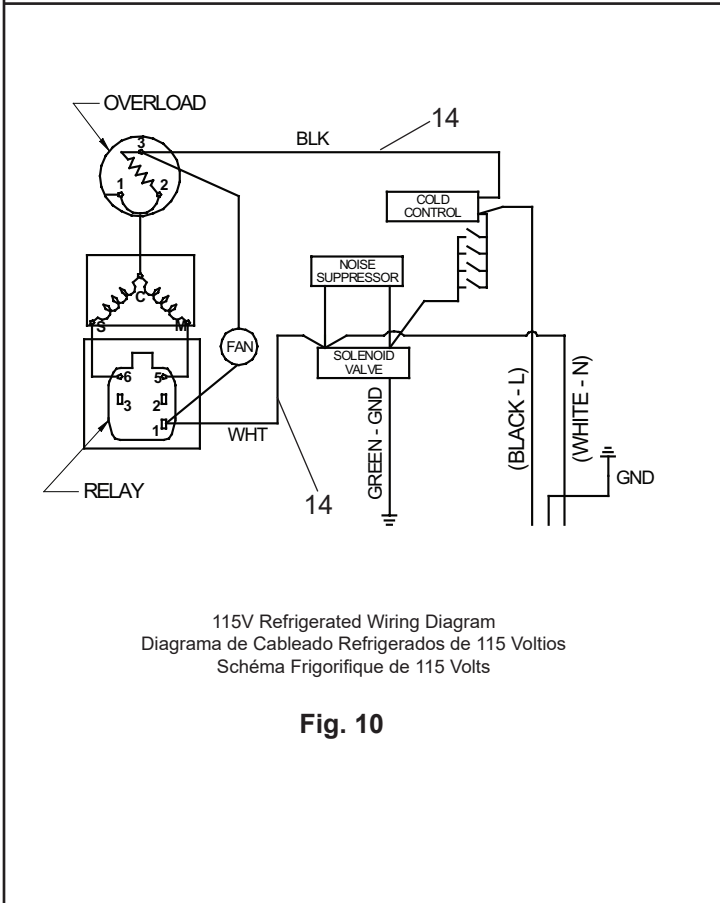 OVERLOAD
14
BLK
3
1
2
COLD
CONTROL
NOISE
SUPPRESSOR
C
S
M
FAN
SOLENOID
VALVE
6
5
3
2
1
WHT
GREEN - GND
(BLACK - L)
(WHITE - N)
GND
RELAY
14
115V Refrigerated Wiring Diagram
Diagrama de Cableado Refrigerados de 115 Voltios
Schéma Frigorifique de 115 Volts
Fig. 10